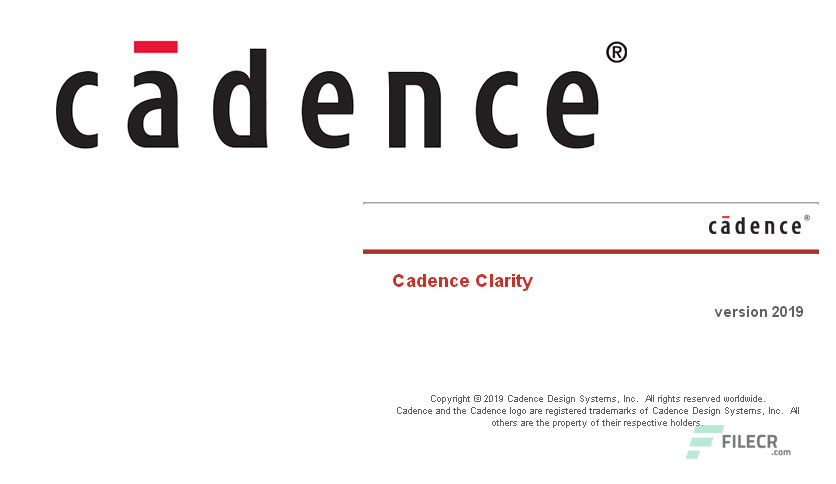 cādence®
cādence®
Cadence Clarity
version 2019
Copyright © 2019 Cadence Design Systems, Inc. All rights reserved worldwide.
Cadence and the Cadence logo are registered trademarks of Cadence Design Systems, Inc. All
others are the property of their respective holders.
FILECR
.com